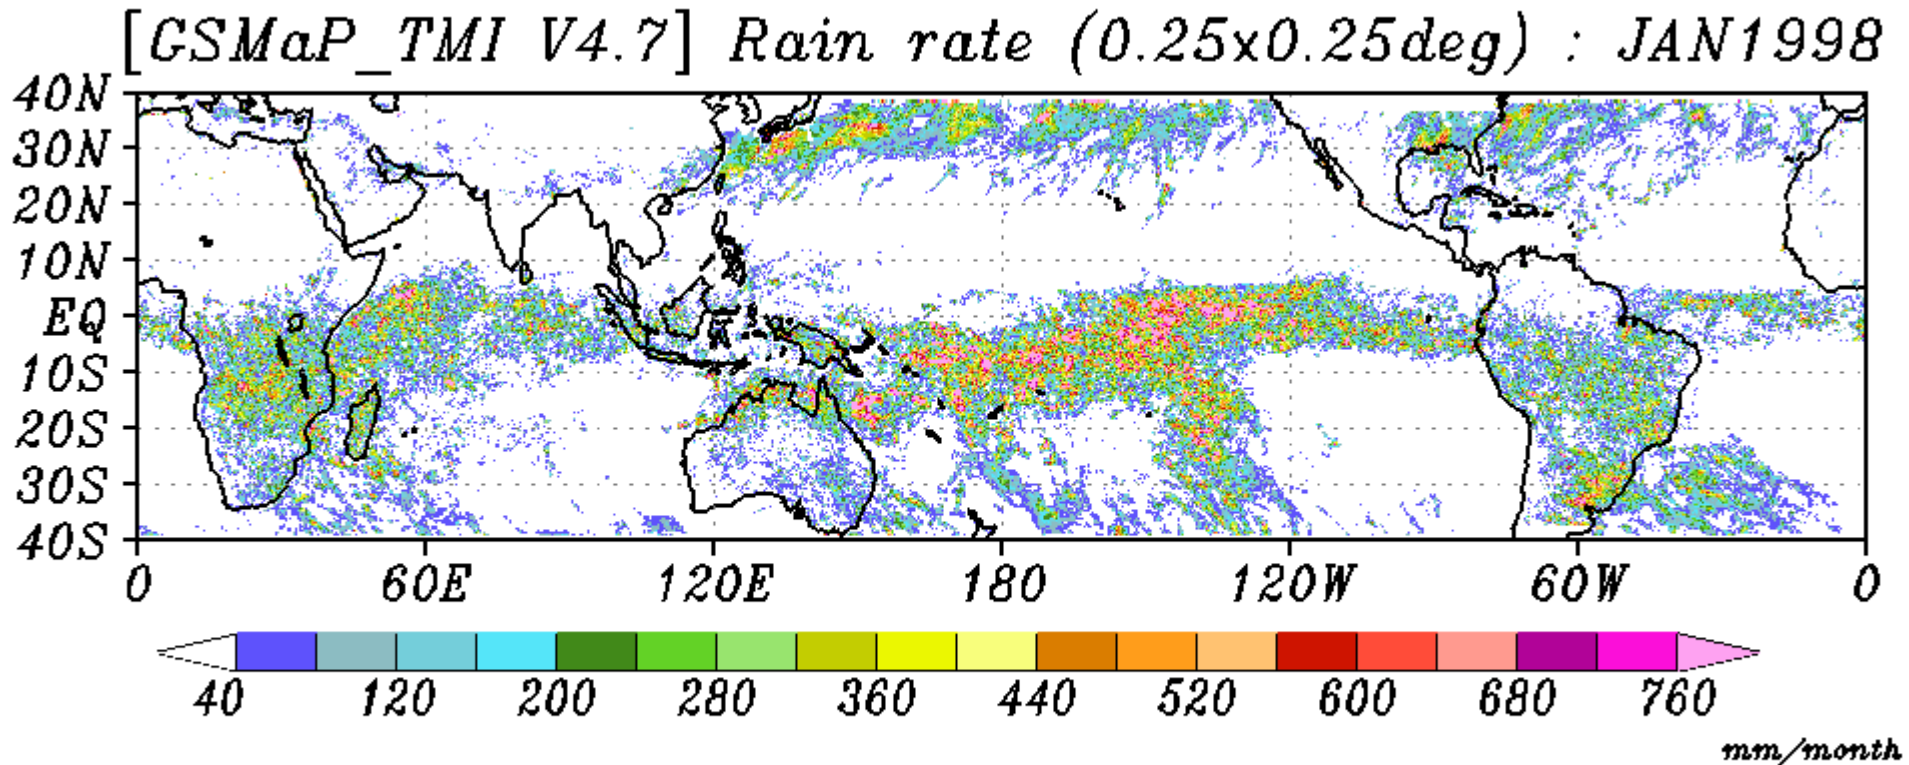 [GSMaP_TMI V4.7] Rain rate (0.25x0.25deg) : JAN1998
40N
30N
20N
10N
EQ
10S
20S
30S
40S
0 60E 120E 180 120W 60W 0
40 120 200 280 360 440 520 600 680 760
mm/month